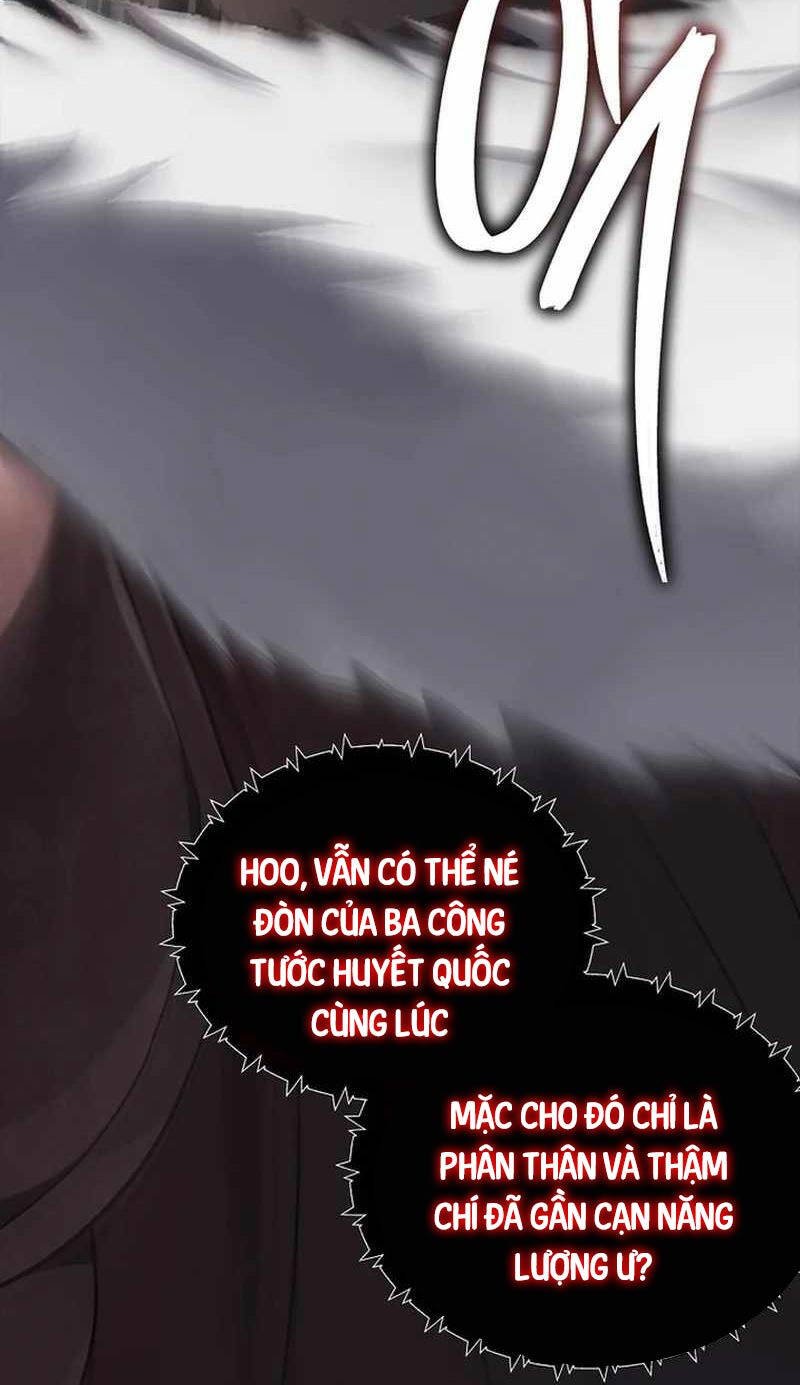 HOO, VẪN CÓ THỂ NÉ
ĐÒN CỦA BA CÔNG
TƯỚC HUYẾT QUỐC
CÙNG LÚC
MẶC CHO ĐÓ CHỈ LÀ
PHÂN THÂN VÀ THẬM
CHÍ ĐÃ GẦN CẠN NĂNG
LƯỢNG Ư?